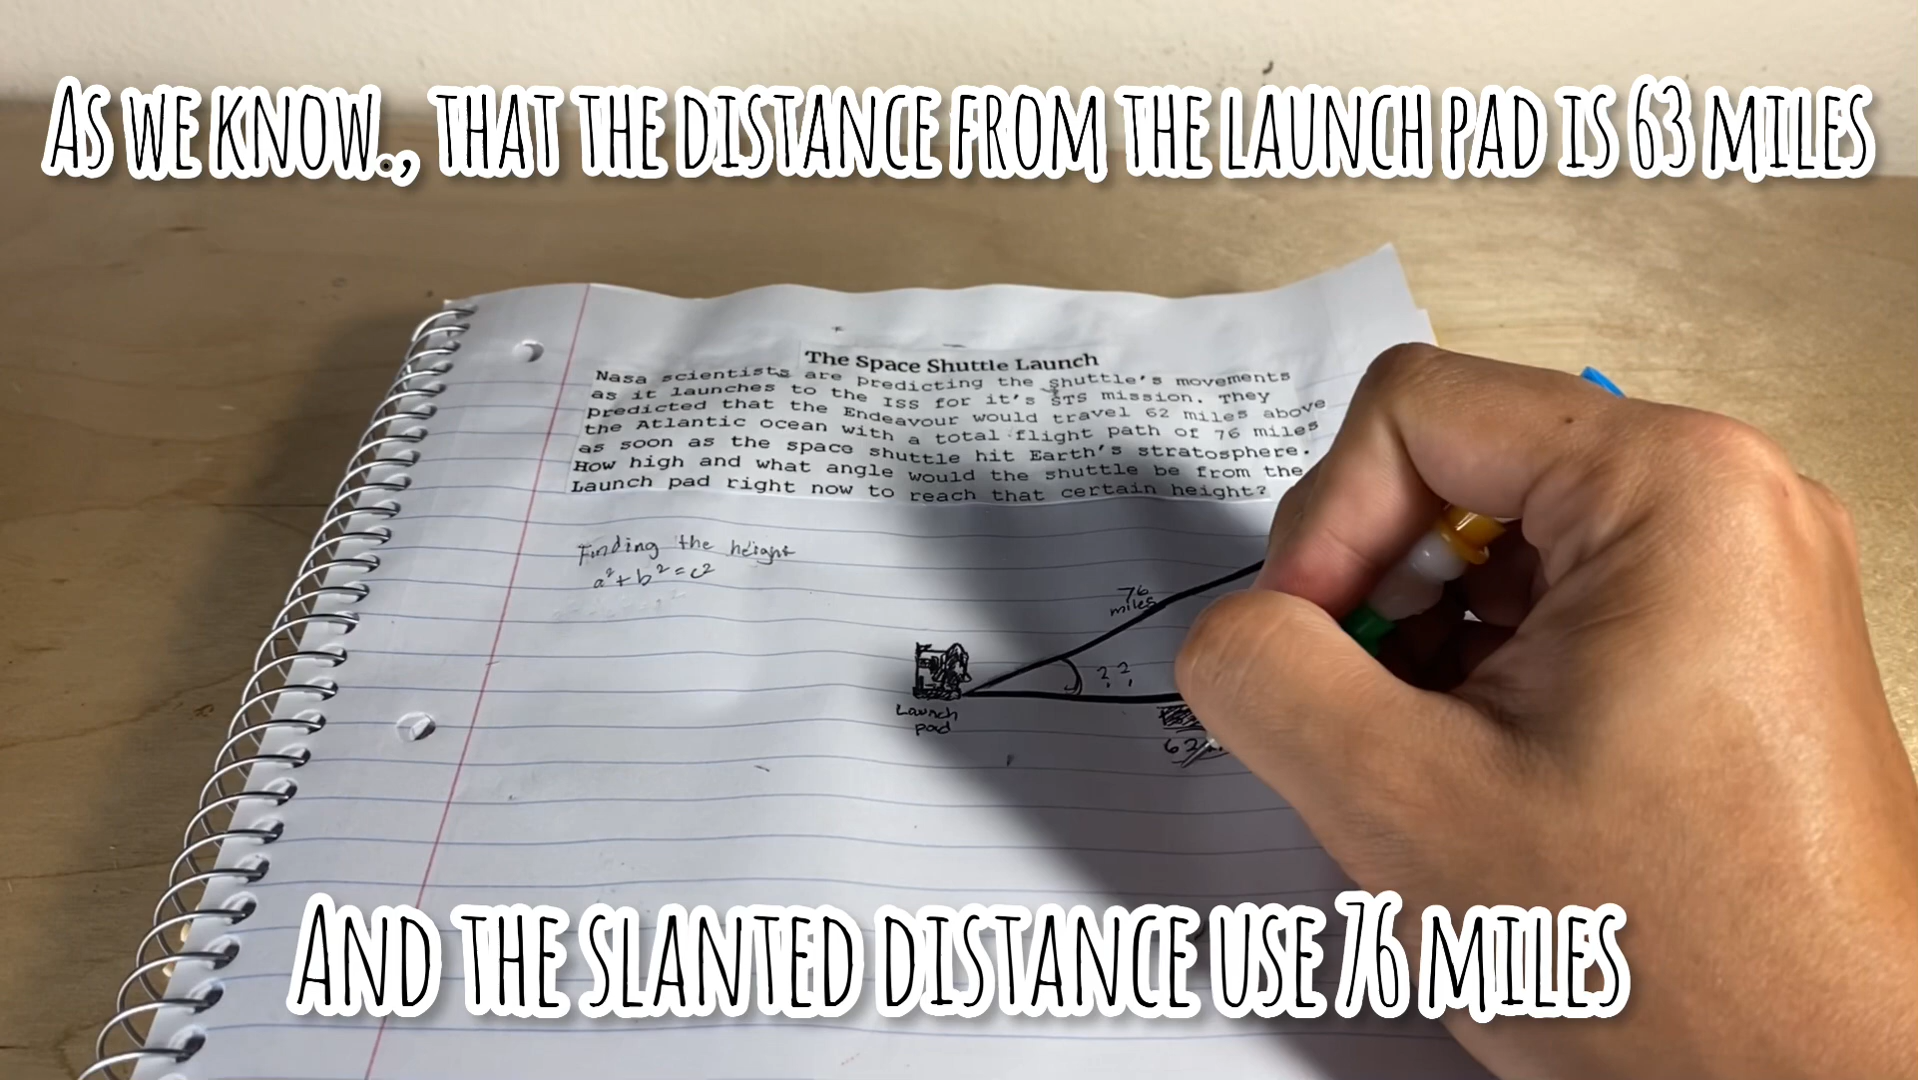 As we know., that the distance from the launch pad is 63 miles
The Space Shuttle Launch
Nasa scientists are predicting the shuttle's movements
as it launches to the ISS for it's STS mission. They
predicted that the Endeavour would travel 62 miles above
the Atlantic ocean with a total flight path of 76 miles
as soon as the space shuttle hit Earth's stratosphere.
How high and what angle would the shuttle be from the
Launch pad right now to reach that certain height?
Finding the height
a²+b²=c²
76
miles
??
Launch
pad
And the slanted distance use 76 miles